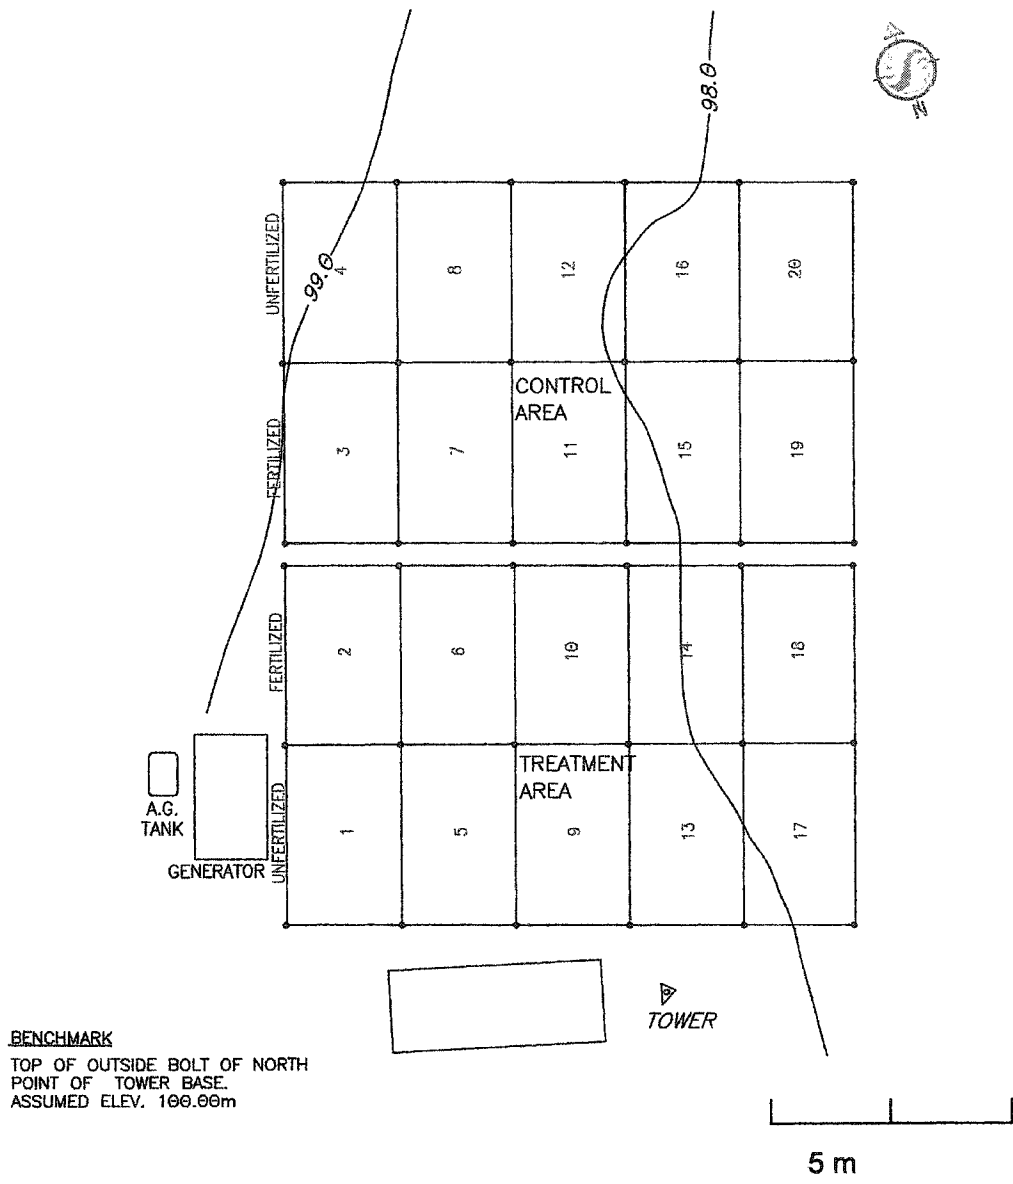 98.0
N
99.0
UNFERTILIZED
4
8
12
16
20
CONTROL
AREA
FERTILIZED
3
7
11
15
19
FERTILIZED
2
6
10
14
18
TREATMENT
AREA
UNFERTILIZED
1
5
9
13
17
A.G.
TANK
GENERATOR
TOWER
BENCHMARK
TOP OF OUTSIDE BOLT OF NORTH
POINT OF TOWER BASE.
ASSUMED ELEV. 100.00m
5 m